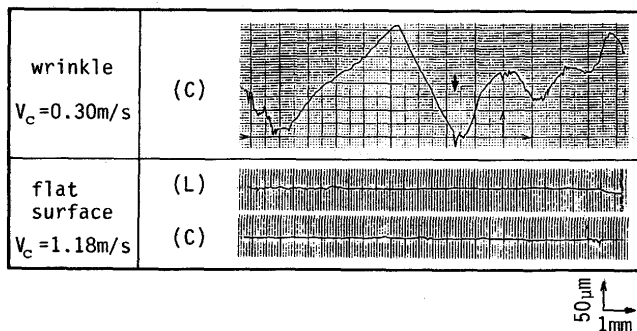 wrinkle
V_c=0.30m/s
(C)
flat
surface
V_c=1.18m/s
(L)
(C)
50μm
1mm